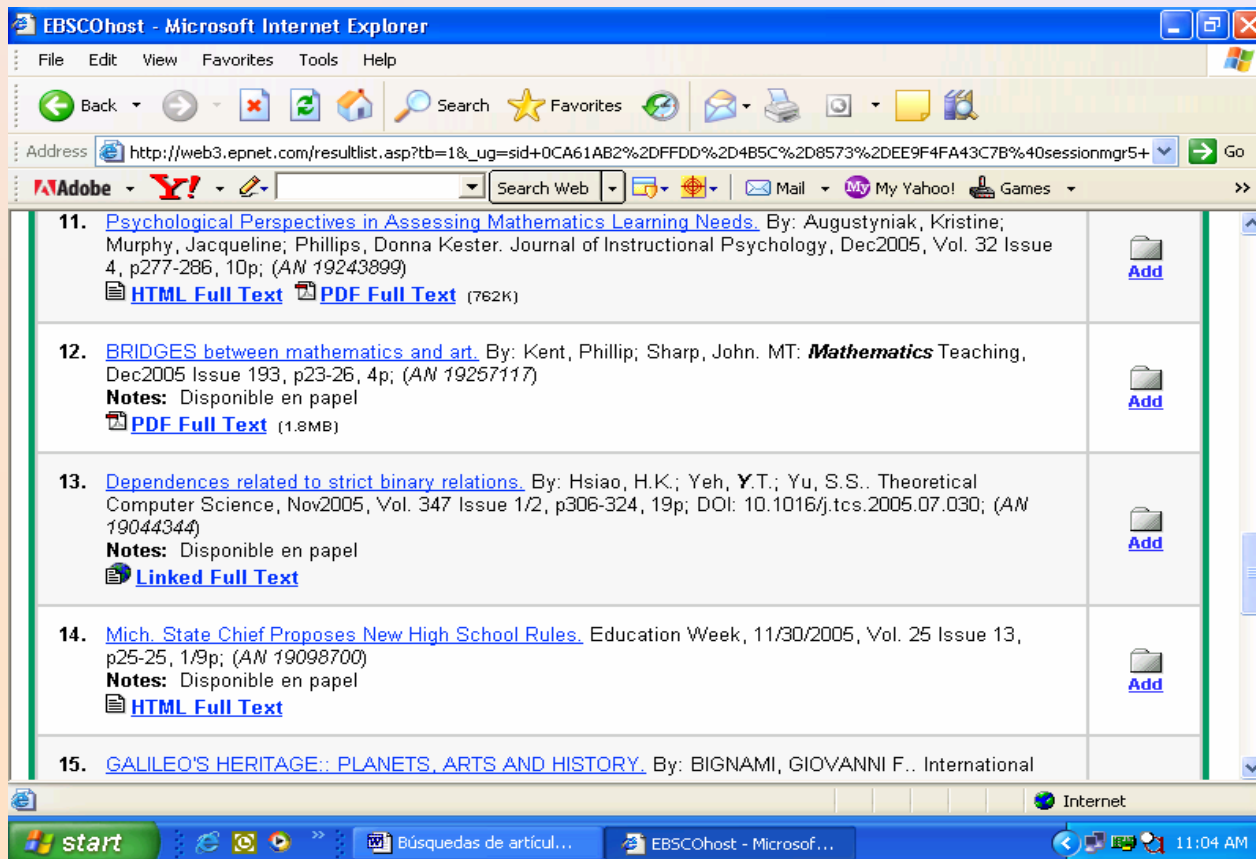 EBSCOhost - Microsoft Internet Explorer
File Edit View Favorites Tools Help
Back Search Favorites
Address http://web3.epnet.com/resultlist.asp?tb=1&_ug=sid+0CA61AB2%2DFFDD%2D4B5C%2D8573%2DEE9F4FA43C7B%40sessionmgr5+ Go
Adobe Y! Search Web Mail My Yahoo! Games »
11. Psychological Perspectives in Assessing Mathematics Learning Needs. By: Augustyniak, Kristine;
Murphy, Jacqueline; Phillips, Donna Kester. Journal of Instructional Psychology, Dec2005, Vol. 32 Issue
4, p277-286, 10p; (AN 19243899)
HTML Full Text PDF Full Text (762K)
Add
12. BRIDGES between mathematics and art. By: Kent, Phillip; Sharp, John. MT: Mathematics Teaching,
Dec2005 Issue 193, p23-26, 4p; (AN 19257117)
Notes: Disponible en papel
PDF Full Text (1.8MB)
Add
13. Dependences related to strict binary relations. By: Hsiao, H.K.; Yeh, Y.T.; Yu, S.S.. Theoretical
Computer Science, Nov2005, Vol. 347 Issue 1/2, p306-324, 19p; DOI: 10.1016/j.tcs.2005.07.030; (AN
19044344)
Notes: Disponible en papel
Linked Full Text
Add
14. Mich. State Chief Proposes New High School Rules. Education Week, 11/30/2005, Vol. 25 Issue 13,
p25-25, 1/9p; (AN 19098700)
Notes: Disponible en papel
HTML Full Text
Add
15. GALILEO'S HERITAGE:: PLANETS, ARTS AND HISTORY. By: BIGNAMI, GIOVANNI F.. International
Internet
start » Búsquedas de artícul... EBSCOhost - Microsof... 11:04 AM